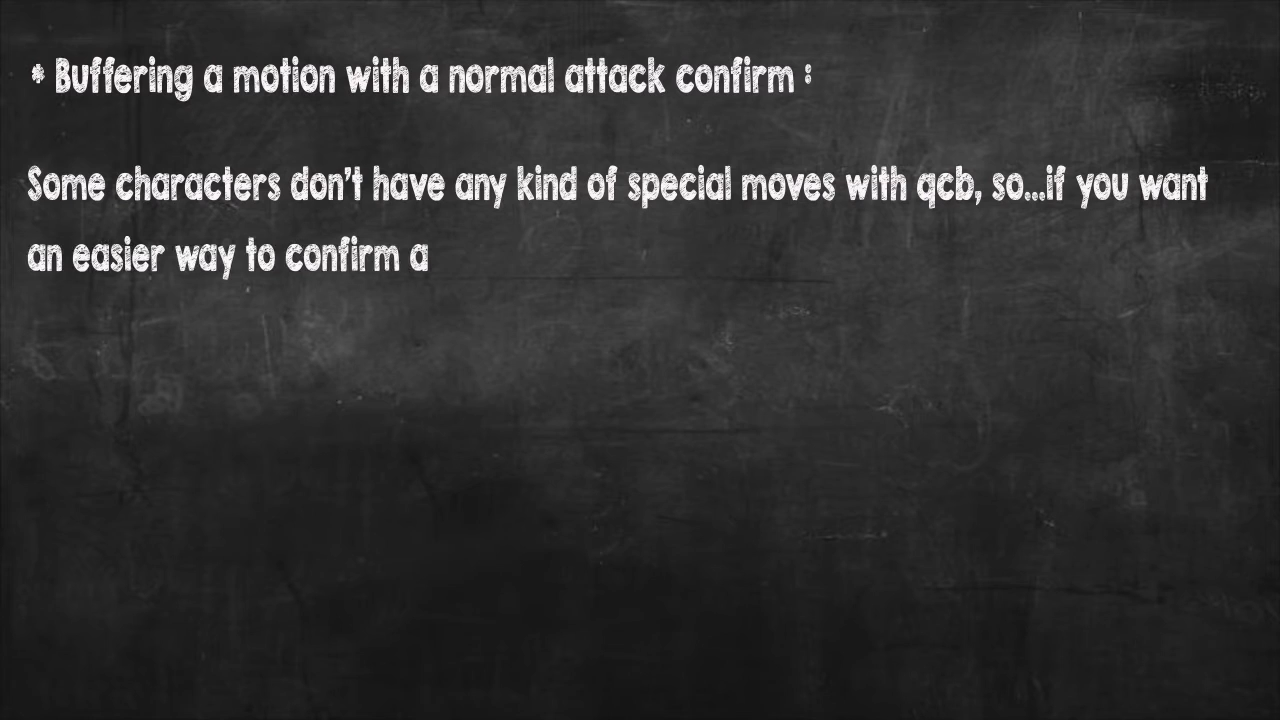 * Buffering a motion with a normal attack confirm :
Some characters don't have any kind of special moves with qcb, so...if you want
an easier way to confirm a